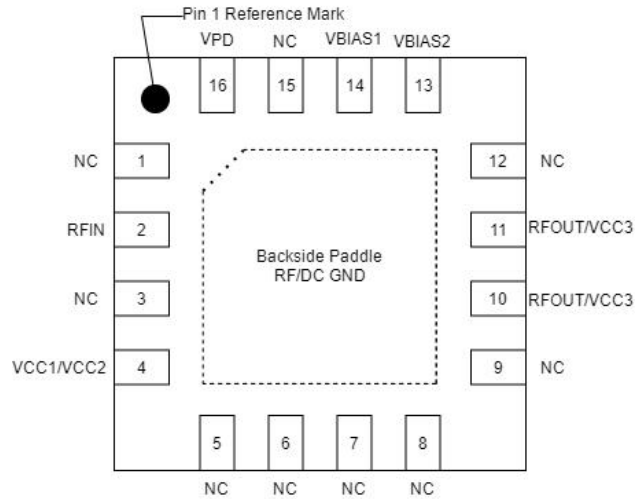 Pin 1 Reference Mark
VPD NC VBIAS1 VBIAS2
16 15 14 13
NC 1 12 NC
RFIN 2 11 RFOUT/VCC3
Backside Paddle
RF/DC GND
NC 3 10 RFOUT/VCC3
VCC1/VCC2 4 9 NC
5 6 7 8
NC NC NC NC